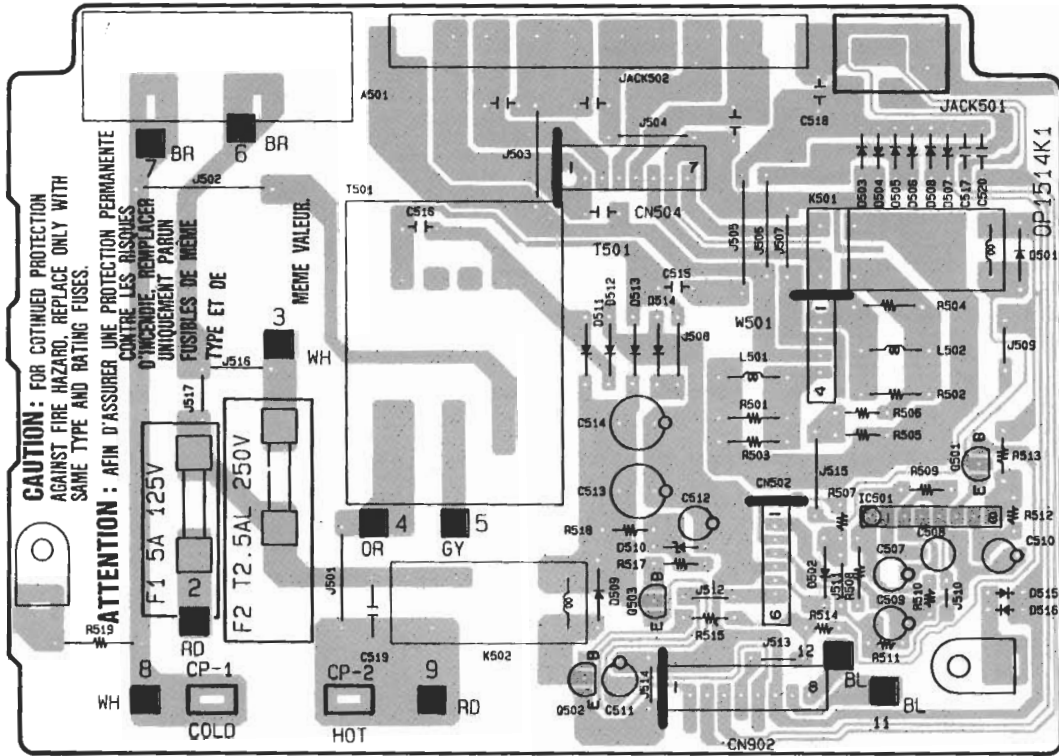 JACK502
JACK501
A501
C518
7
BR
6
BR
J502
J503
J504
1
7
CN504
D503
D504
D505
D506
D508
D507
C517
C520
OP1514K1
T501
C516
T501
C515
J505
J506
J507
K501
D501
CAUTION: FOR COTINUED PROTECTION
AGAINST FIRE HAZARD, REPLACE ONLY WITH
SAME TYPE AND RATING FUSES.
ATTENTION : AFIN D'ASSURER UNE PROTECTION PERMANENTE
CONTRE LES RISQUES
D'INCENDIE, REMPLACER
UNIQUEMENT PARUN
FUSIBLES DE MÊME
TYPE ET DE
MEME VALEUR.
3
WH
J516
J517
D511
D512
D513
D514
J508
W501
1
4
R504
L501
L502
J509
R501
R502
R503
R506
R505
C514
C513
C512
CN502
1
6
J515
R507
R509
IC501
8
Q501
B
E
R513
R512
F1 5A 125V
F2 T2.5AL 250V
2
RD
4
OR
5
GY
R518
D510
R517
C508
C507
C510
D502
J511
R508
C509
R510
J510
D515
D516
J501
C519
K502
D509
Q503
B
E
J512
R515
R514
R511
J513
R519
8
WH
CP-1
COLD
CP-2
HOT
9
RD
Q502
B
E
C511
J514
1
8
CN902
12
BL
BL
11